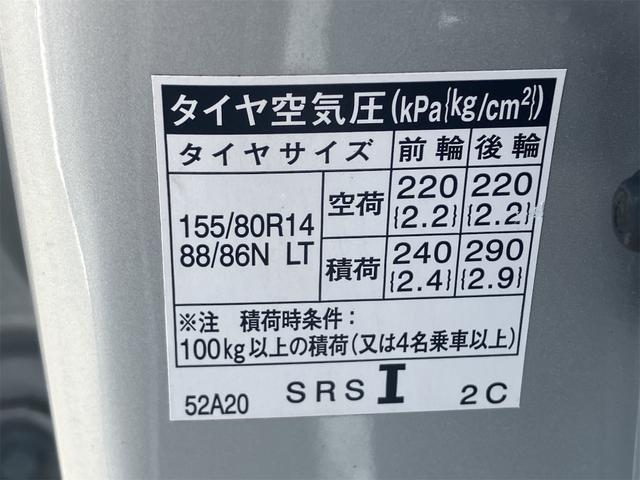 タイヤ空気圧(kPa{kg/cm²})
タイヤサイズ 前輪 後輪
155/80R14 88/86N LT 空荷 220 {2.2} 220 {2.2}
積荷 240 {2.4} 290 {2.9}
※注 積荷時条件：
100kg以上の積荷(又は4名乗車以上)
52A20 SRS I 2C